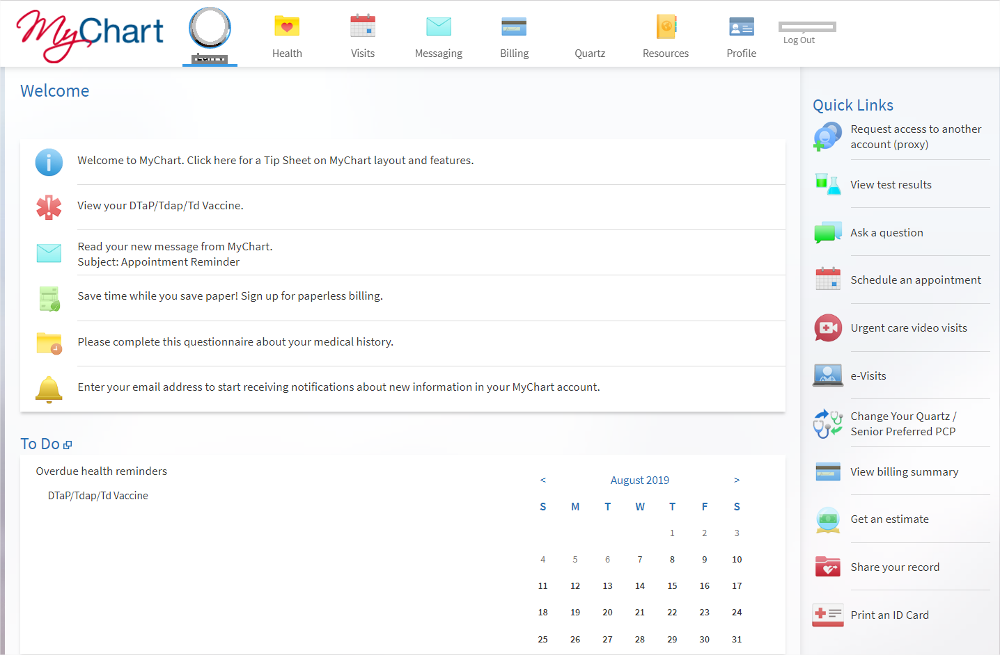 MyChart
Health
Visits
Messaging
Billing
Quartz
Resources
Profile
Log Out
Welcome
Welcome to MyChart. Click here for a Tip Sheet on MyChart layout and features.
View your DTaP/Tdap/Td Vaccine.
Read your new message from MyChart.
Subject: Appointment Reminder
Save time while you save paper! Sign up for paperless billing.
Please complete this questionnaire about your medical history.
Enter your email address to start receiving notifications about new information in your MyChart account.
To Do
Overdue health reminders
DTaP/Tdap/Td Vaccine
< August 2019 >
S M T W T F S
1 2 3
4 5 6 7 8 9 10
11 12 13 14 15 16 17
18 19 20 21 22 23 24
25 26 27 28 29 30 31
Quick Links
Request access to another
account (proxy)
View test results
Ask a question
Schedule an appointment
Urgent care video visits
e-Visits
Change Your Quartz /
Senior Preferred PCP
View billing summary
Get an estimate
Share your record
Print an ID Card